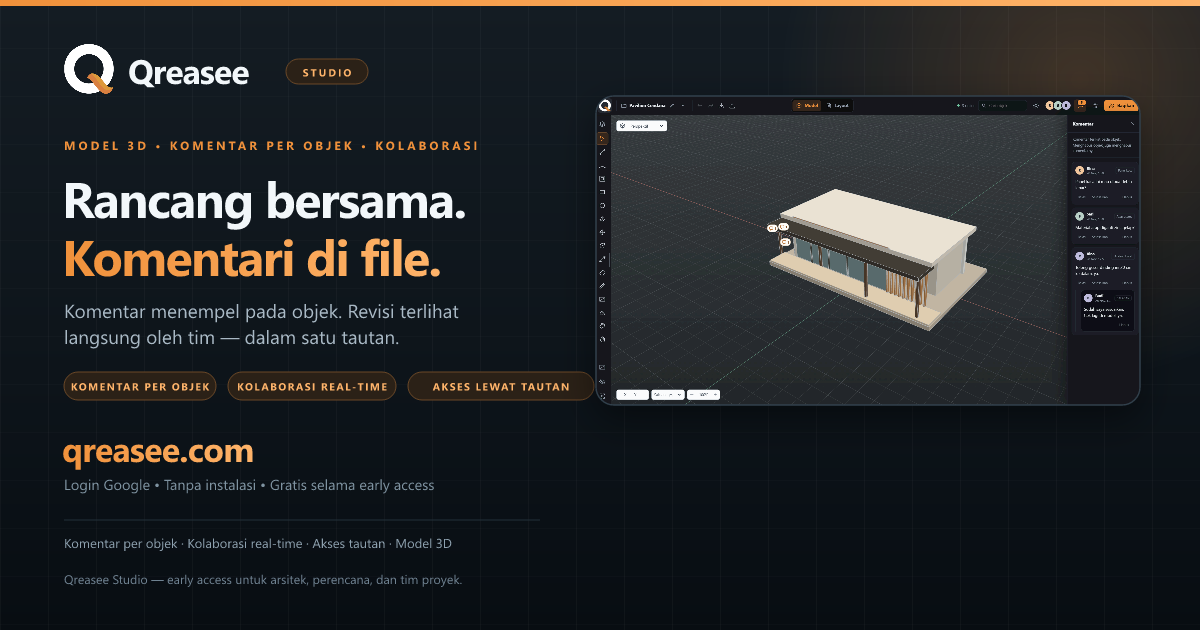 Qreasee
STUDIO
MODEL 3D • KOMENTAR PER OBJEK • KOLABORASI
Rancang bersama.
Komentari di file.
Komentar menempel pada objek. Revisi terlihat
langsung oleh tim — dalam satu tautan.
KOMENTAR PER OBJEK
KOLABORASI REAL-TIME
AKSES LEWAT TAUTAN
qreasee.com
Login Google • Tanpa instalasi • Gratis selama early access
Komentar per objek · Kolaborasi real-time · Akses tautan · Model 3D
Qreasee Studio — early access untuk arsitek, perencana, dan tim proyek.
Model
Layout
Bagikan
Komentar